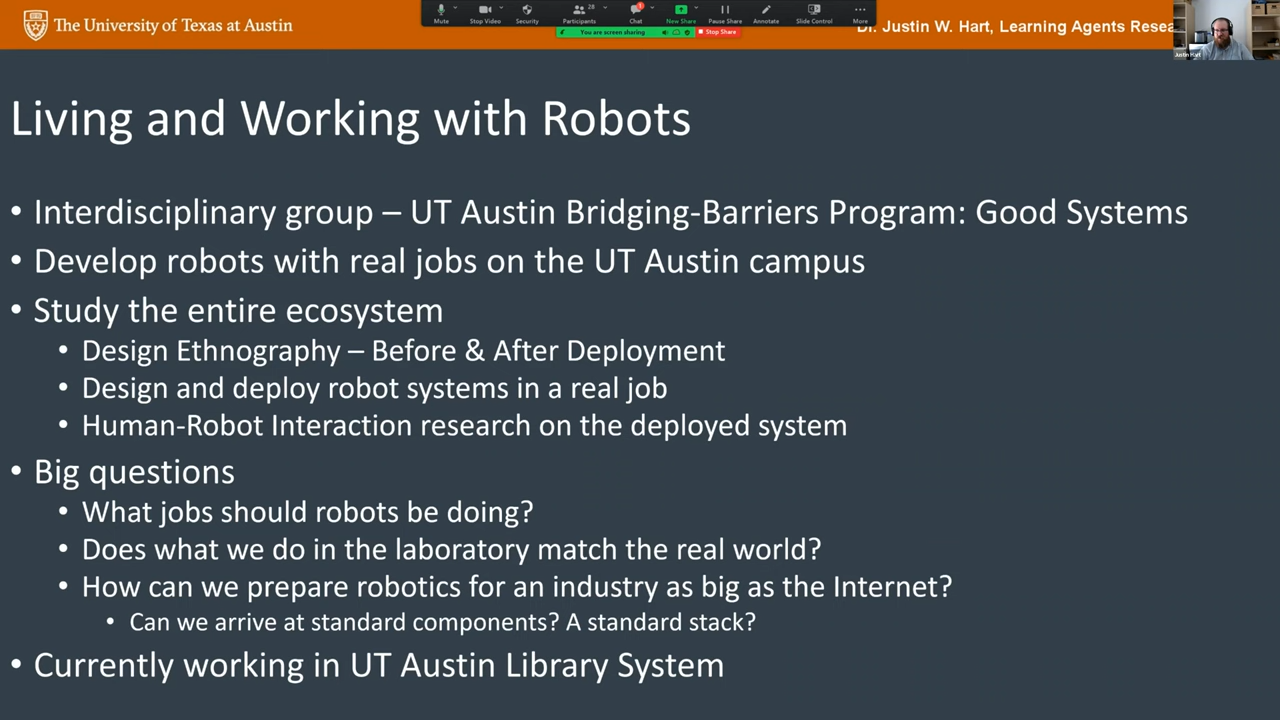 The University of Texas at Austin
Mute
Stop Video
Security
Participants
28
Chat
1
New Share
Pause Share
Annotate
Slide Control
More
You are screen sharing
Stop Share
Dr. Justin W. Hart, Learning Agents Resea
Justin Hart
Living and Working with Robots
• Interdisciplinary group – UT Austin Bridging-Barriers Program: Good Systems
• Develop robots with real jobs on the UT Austin campus
• Study the entire ecosystem
• Design Ethnography – Before & After Deployment
• Design and deploy robot systems in a real job
• Human-Robot Interaction research on the deployed system
• Big questions
• What jobs should robots be doing?
• Does what we do in the laboratory match the real world?
• How can we prepare robotics for an industry as big as the Internet?
• Can we arrive at standard components? A standard stack?
• Currently working in UT Austin Library System